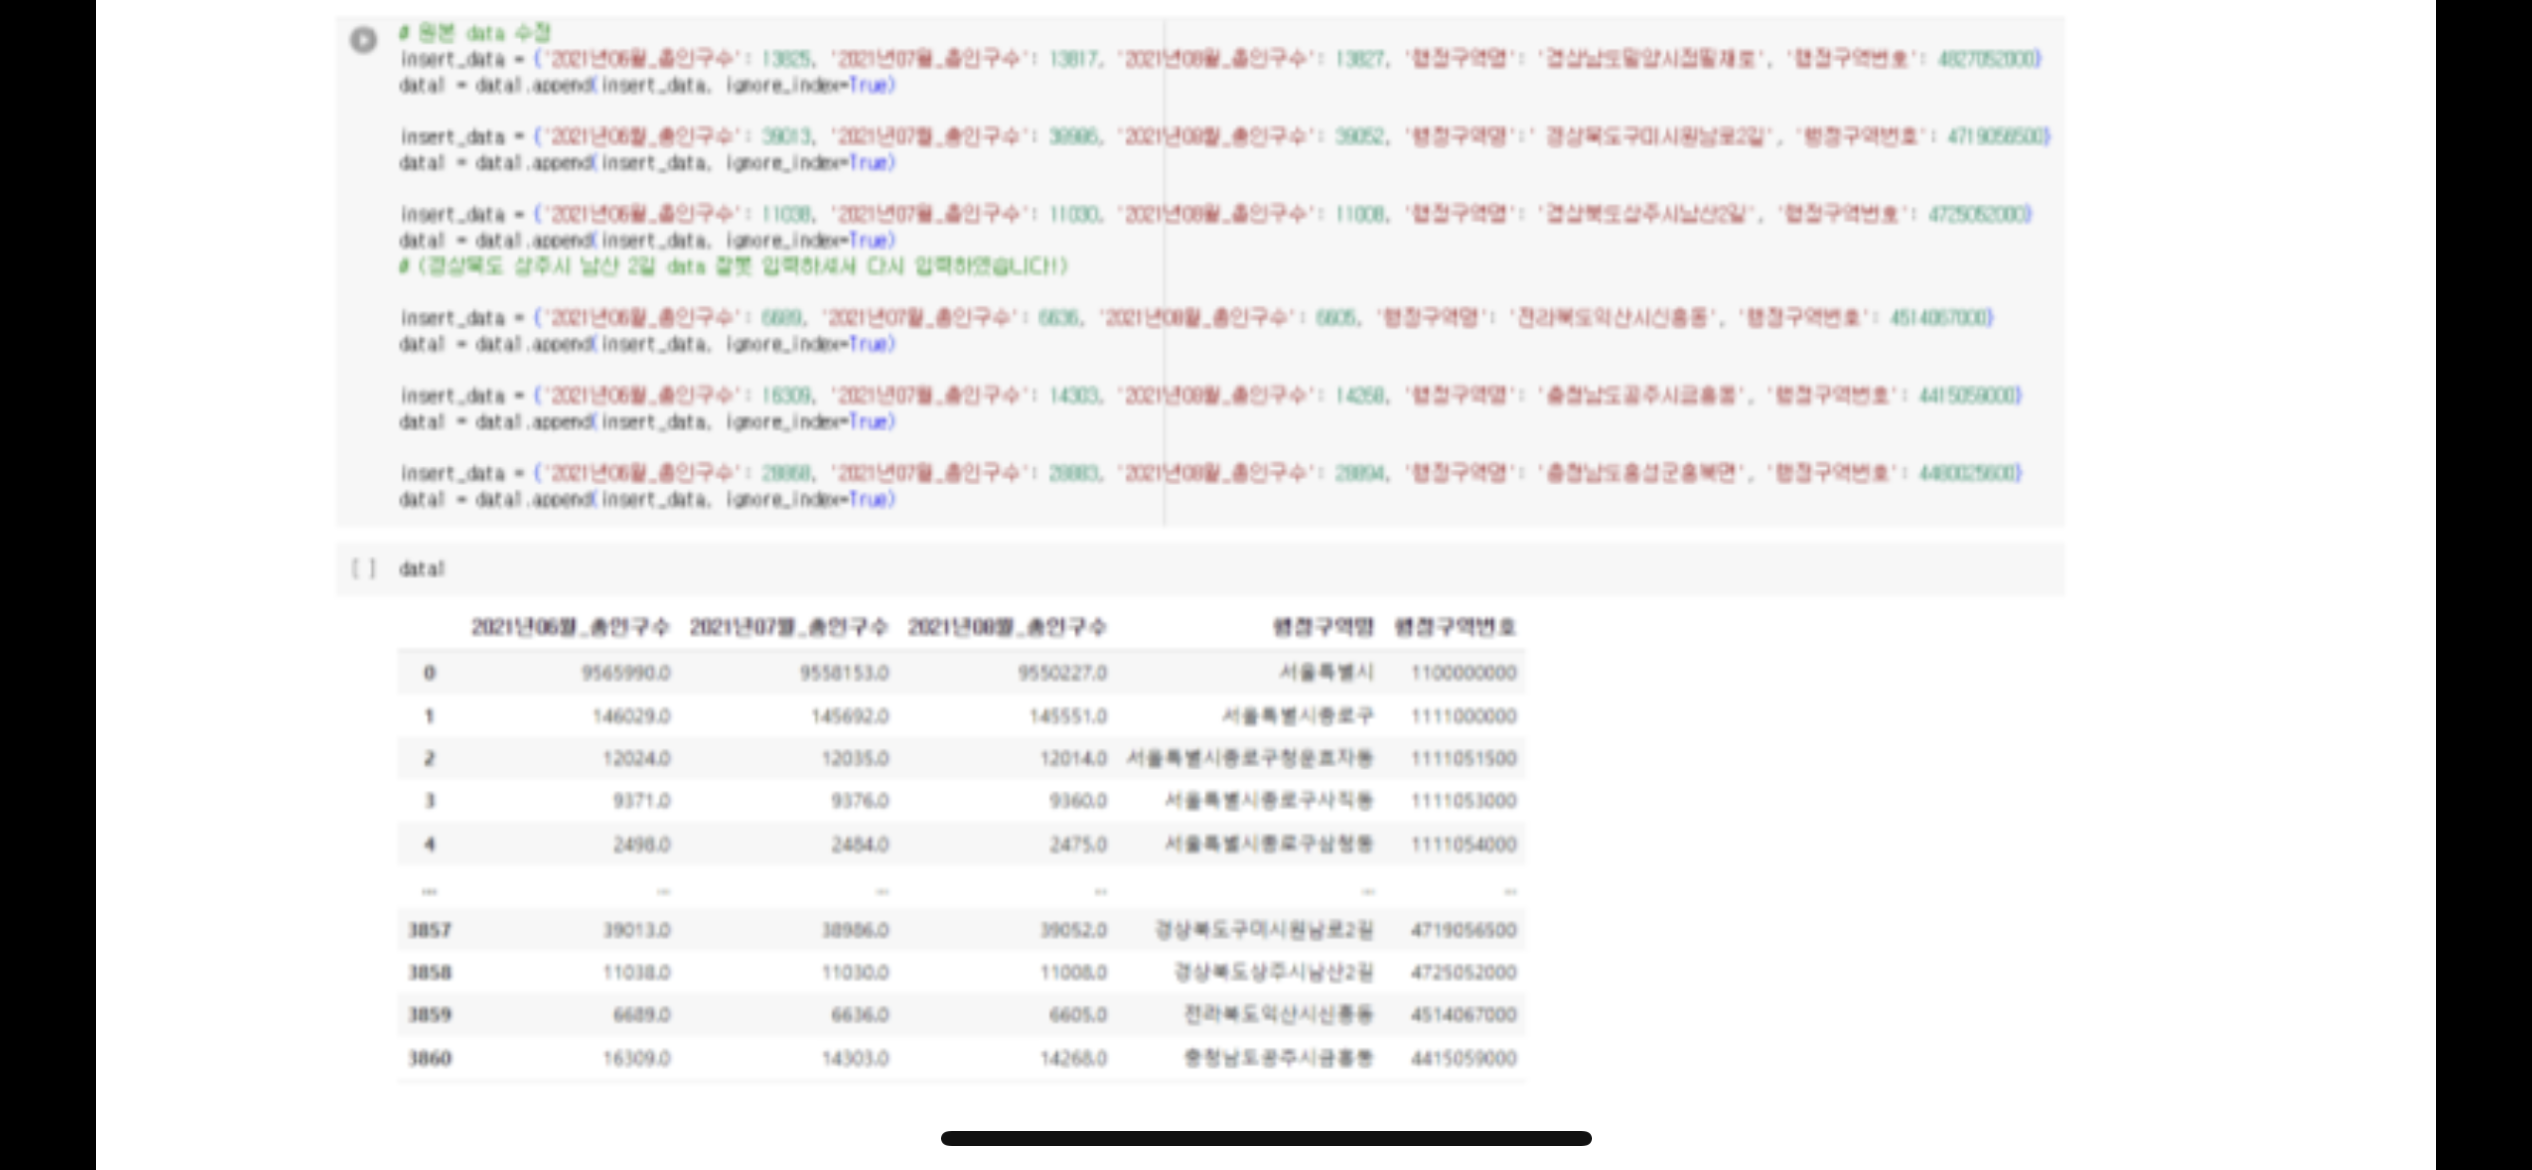 # 원본 data 수정
insert_data = {'2021년06월_총인구수': 13825, '2021년07월_총인구수': 13817, '2021년08월_총인구수': 13827, '행정구역명': '경상남도밀양시점필재로', '행정구역번호': 4827052000}
data1 = data1.append(insert_data, ignore_index=True)
insert_data = {'2021년06월_총인구수': 39013, '2021년07월_총인구수': 38986, '2021년08월_총인구수': 39052, '행정구역명':' 경상북도구미시원남로2길', '행정구역번호': 4719056500}
data1 = data1.append(insert_data, ignore_index=True)
insert_data = {'2021년06월_총인구수': 11038, '2021년07월_총인구수': 11030, '2021년08월_총인구수': 11008, '행정구역명': '경상북도상주시남산2길', '행정구역번호': 4725052000}
data1 = data1.append(insert_data, ignore_index=True)
# (경상북도 상주시 남산 2길 data 잘못 입력하셔서 다시 입력하였습니다!)
insert_data = {'2021년06월_총인구수': 6689, '2021년07월_총인구수': 6636, '2021년08월_총인구수': 6605, '행정구역명': '전라북도익산시신흥동', '행정구역번호': 4514067000}
data1 = data1.append(insert_data, ignore_index=True)
insert_data = {'2021년06월_총인구수': 16309, '2021년07월_총인구수': 14303, '2021년08월_총인구수': 14268, '행정구역명': '충청남도공주시금흥동', '행정구역번호': 4415059000}
data1 = data1.append(insert_data, ignore_index=True)
insert_data = {'2021년06월_총인구수': 28868, '2021년07월_총인구수': 28883, '2021년08월_총인구수': 28894, '행정구역명': '충청남도홍성군홍북면', '행정구역번호': 4480025600}
data1 = data1.append(insert_data, ignore_index=True)
[ ] data1
2021년06월_총인구수 2021년07월_총인구수 2021년08월_총인구수 행정구역명 행정구역번호
0 9565990.0 9558153.0 9550227.0 서울특별시 1100000000
1 146029.0 145692.0 145551.0 서울특별시종로구 1111000000
2 12024.0 12035.0 12014.0 서울특별시종로구청운효자동 1111051500
3 9371.0 9376.0 9360.0 서울특별시종로구사직동 1111053000
4 2498.0 2484.0 2475.0 서울특별시종로구삼청동 1111054000
... ... ... ... ... ...
3857 39013.0 38986.0 39052.0 경상북도구미시원남로2길 4719056500
3858 11038.0 11030.0 11008.0 경상북도상주시남산2길 4725052000
3859 6689.0 6636.0 6605.0 전라북도익산시신흥동 4514067000
3860 16309.0 14303.0 14268.0 충청남도공주시금흥동 4415059000